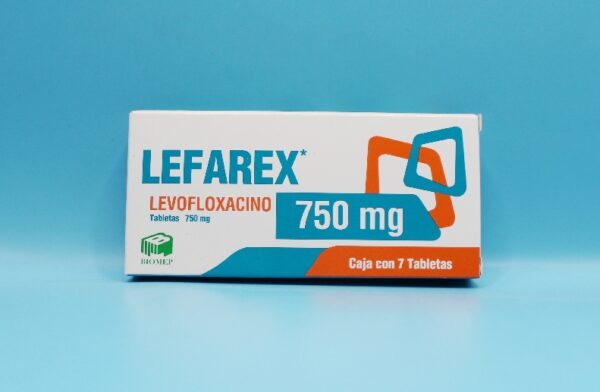 LEFAREX*
LEVOFLOXACINO
Tabletas 750 mg
750 mg
BIOMEP
Caja con 7 Tabletas